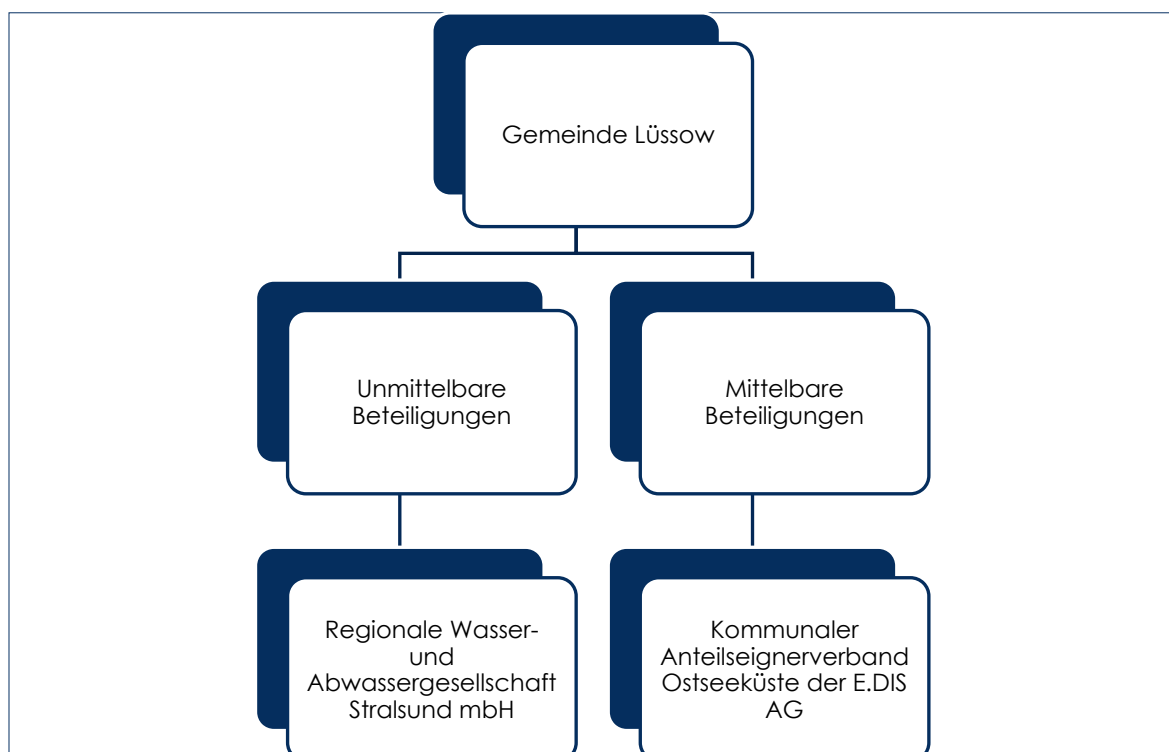 Gemeinde Lüssow
Unmittelbare
Beteiligungen
Mittelbare
Beteiligungen
Regionale Wasser-
und
Abwassergesellschaft
Stralsund mbH
Kommunaler
Anteilseignerverband
Ostseeküste der E.DIS
AG